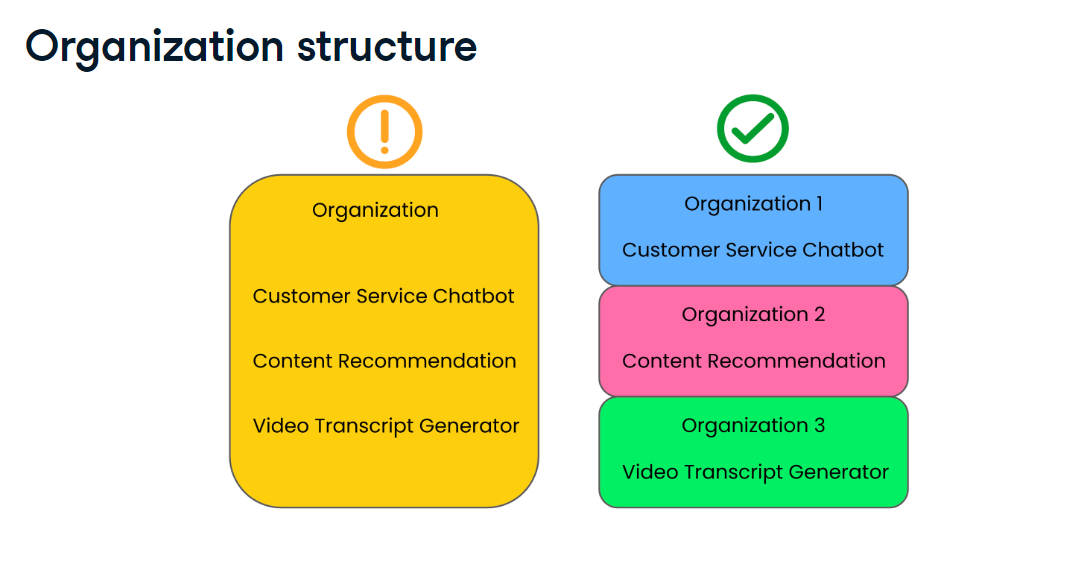 Organization structure
Organization
Customer Service Chatbot
Content Recommendation
Video Transcript Generator
Organization 1
Customer Service Chatbot
Organization 2
Content Recommendation
Organization 3
Video Transcript Generator